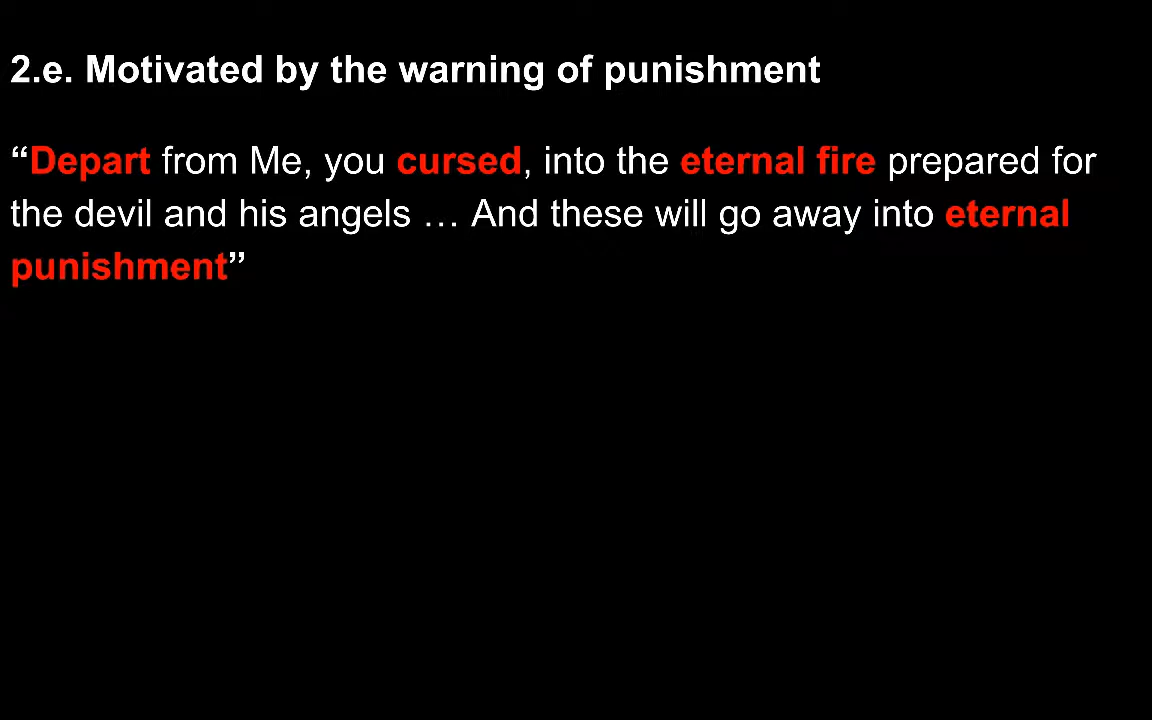 2.e. Motivated by the warning of punishment
“Depart from Me, you cursed, into the eternal fire prepared for
the devil and his angels … And these will go away into eternal
punishment”